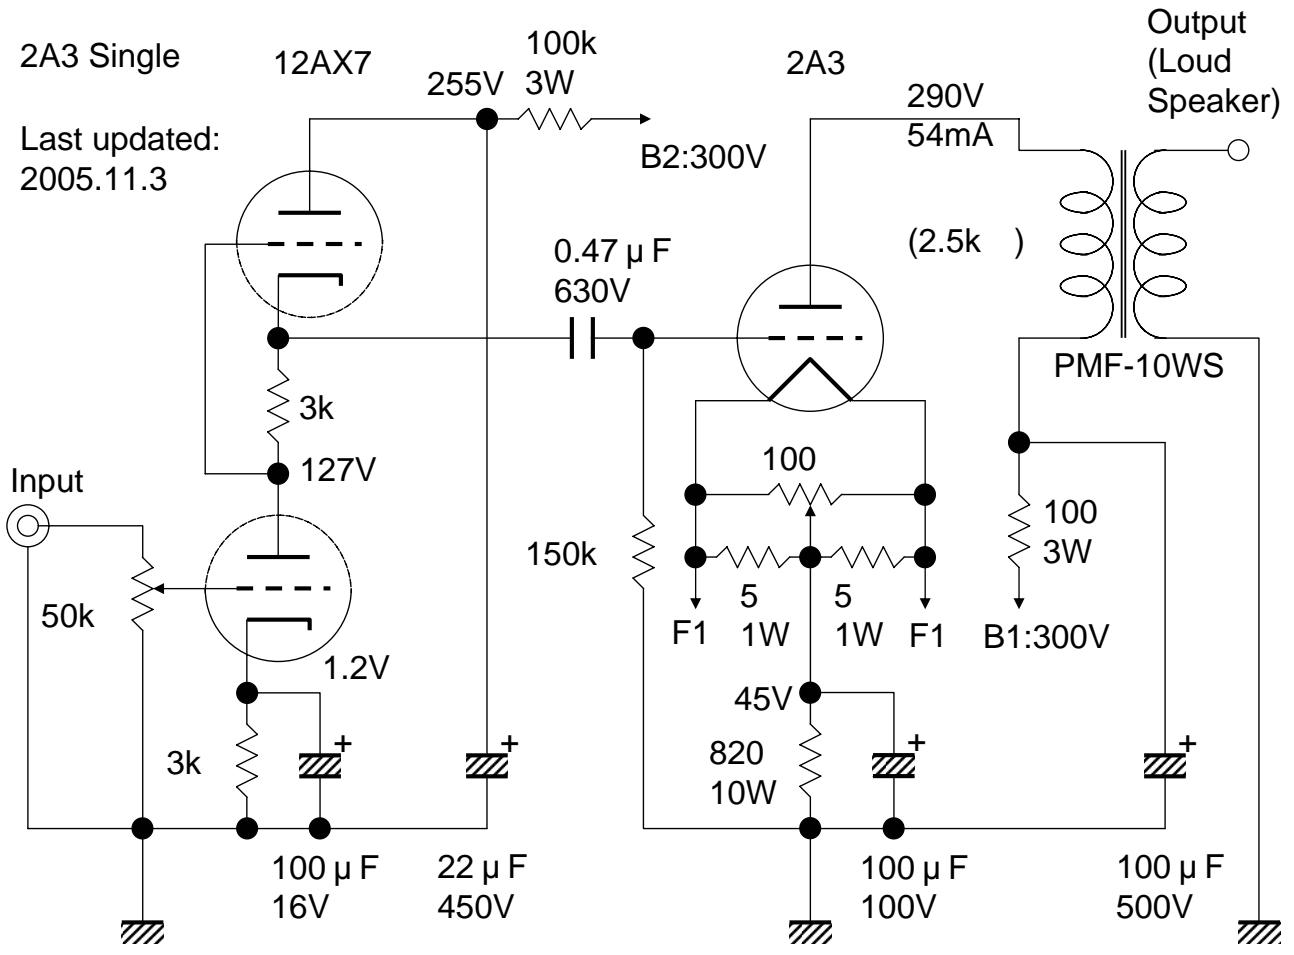 2A3 Single
12AX7
100k
3W
255V
2A3
Output
(Loud
Speaker)
290V
54mA
Last updated:
2005.11.3
B2:300V
0.47 μ F
630V
(2.5k )
PMF-10WS
3k
127V
Input
100
100
3W
150k
50k
5
1W
5
1W
F1
F1
B1:300V
1.2V
45V
3k
+
+
820
10W
+
+
100 μ F
16V
22 μ F
450V
100 μ F
100V
100 μ F
500V